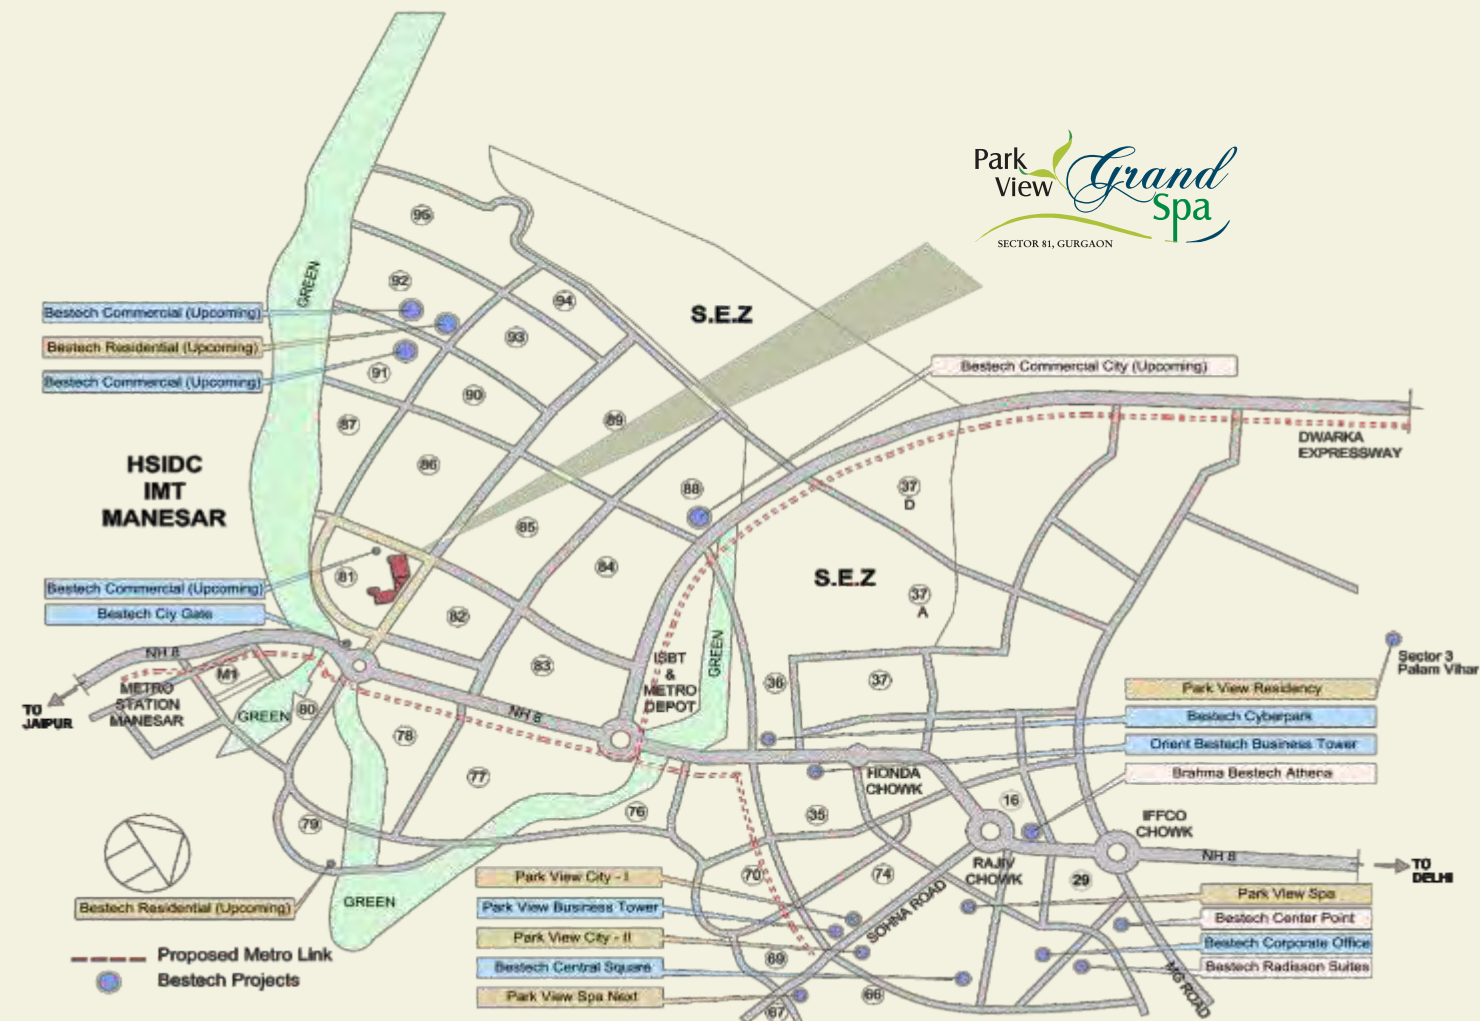 Park
View
Grand
Spa
SECTOR 81, GURGAON
GREEN
95
92
94
93
91
90
87
89
86
88
85
84
81
82
83
S.E.Z
Bestech Commercial (Upcoming)
Bestech Residential (Upcoming)
Bestech Commercial (Upcoming)
Bestech Commercial City (Upcoming)
DWARKA
EXPRESSWAY
HSIDC
IMT
MANESAR
37
D
S.E.Z
37
A
Bestech Commercial (Upcoming)
Bestech Ciy Gate
NH 8
M1
METRO
STATION
MANESAR
TO
JAIPUR
GREEN
80
78
77
NH 8
ISBT
&
METRO
DEPOT
GREEN
36
37
Sector 3
Palam Vihar
Park View Residency
Bestech Cyberpark
Orient Bestech Business Tower
Brahma Bestech Athena
HONDA
CHOWK
16
IFFCO
CHOWK
79
76
35
RAJIV
CHOWK
NH 8
TO
DELHI
70
74
29
SOHNA ROAD
Bestech Residential (Upcoming)
GREEN
Park View City - I
Park View Business Tower
Park View City - II
Bestech Central Square
Park View Spa Next
69
66
67
Park View Spa
Bestech Center Point
Bestech Corporate Office
Bestech Radisson Suites
MG ROAD
Proposed Metro Link
Bestech Projects